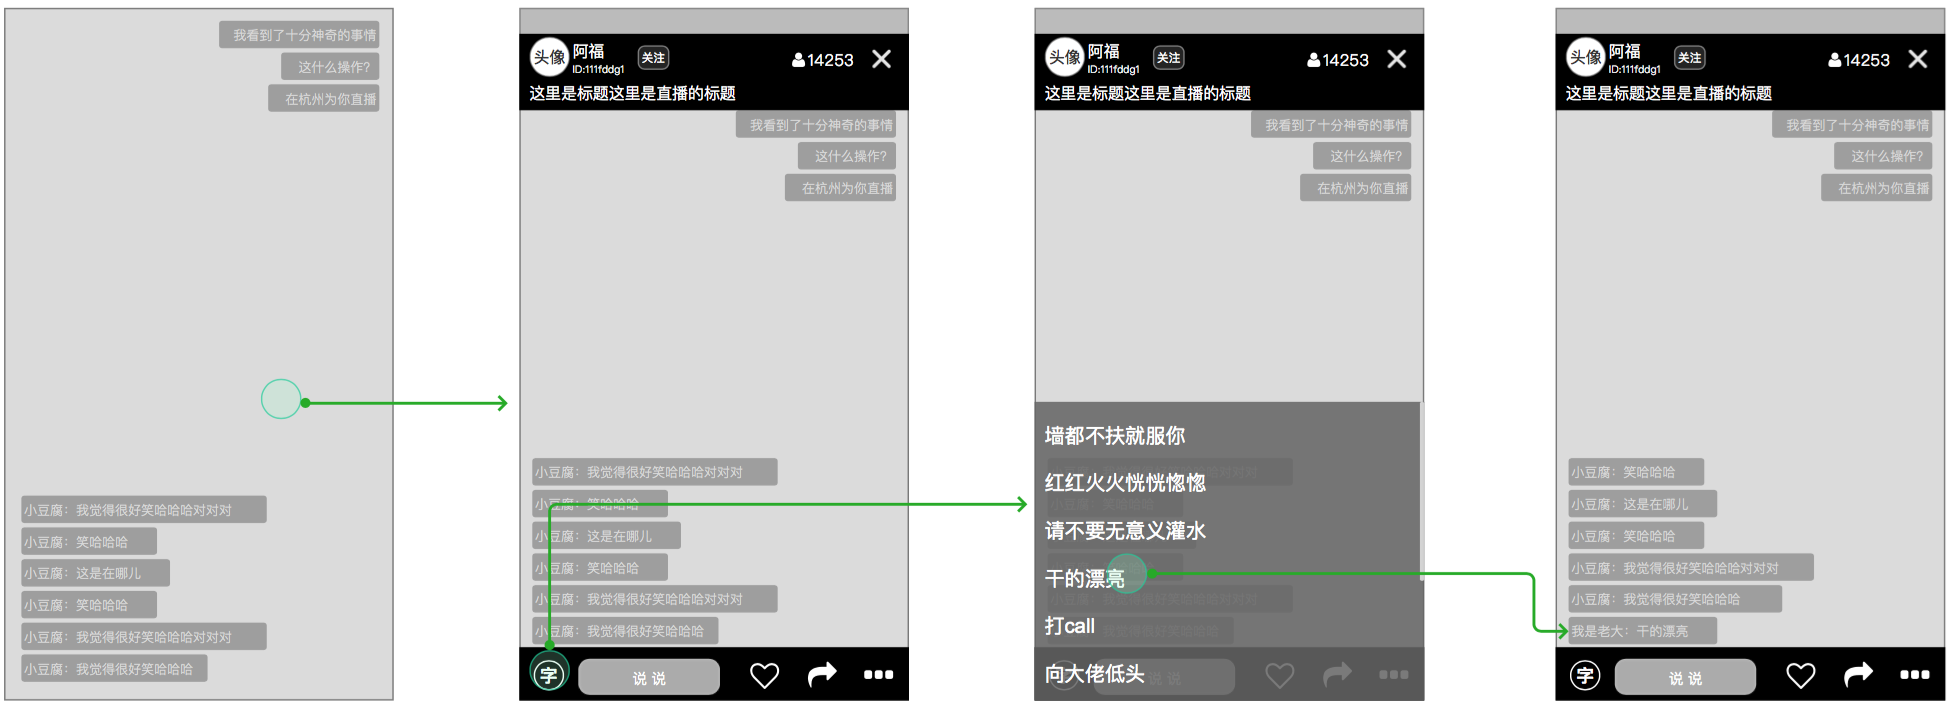 我看到了十分神奇的事情
这什么操作?
在杭州为你直播
小豆腐：我觉得很好笑哈哈哈对对对
小豆腐：笑哈哈哈
小豆腐：这是在哪儿
小豆腐：笑哈哈哈
小豆腐：我觉得很好笑哈哈哈对对对
小豆腐：我觉得很好笑哈哈哈
头像 阿福 关注 14253
ID:111fddg1
这里是标题这里是直播的标题
我看到了十分神奇的事情
这什么操作?
在杭州为你直播
小豆腐：我觉得很好笑哈哈哈对对对
小豆腐：笑哈哈哈
小豆腐：这是在哪儿
小豆腐：笑哈哈哈
小豆腐：我觉得很好笑哈哈哈对对对
小豆腐：我觉得很好笑哈哈哈
字 说 说
头像 阿福 关注 14253
ID:111fddg1
这里是标题这里是直播的标题
我看到了十分神奇的事情
这什么操作?
在杭州为你直播
墙都不扶就服你
红红火火恍恍惚惚
请不要无意义灌水
干的漂亮
打call
向大佬低头
说 说
头像 阿福 关注 14253
ID:111fddg1
这里是标题这里是直播的标题
我看到了十分神奇的事情
这什么操作?
在杭州为你直播
小豆腐：笑哈哈哈
小豆腐：这是在哪儿
小豆腐：笑哈哈哈
小豆腐：我觉得很好笑哈哈哈对对对
小豆腐：我觉得很好笑哈哈哈
我是老大：干的漂亮
字 说 说